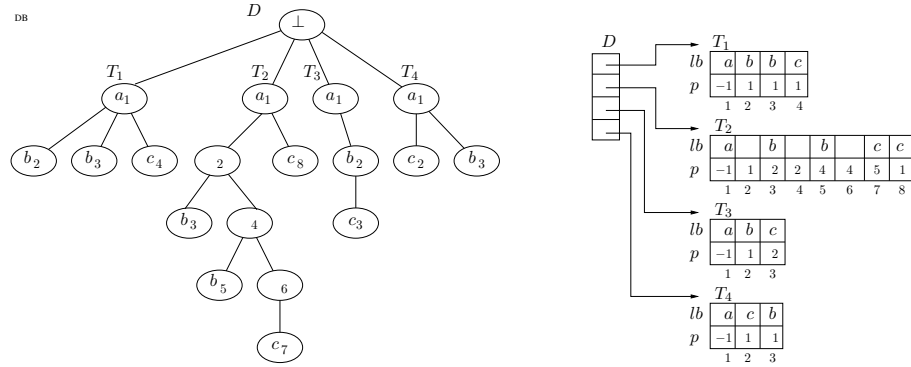 DB
D ⊥
T1 T2 T3 T4
a1 a1 a1 a1
b2 b3 c4 2 c8 b2 c2 b3
b3 4 c3
b5 6
c7
D
T1
lb a b b c
p −1 1 1 1
1 2 3 4
T2
lb a b b c c
p −1 1 2 2 4 4 5 1
1 2 3 4 5 6 7 8
T3
lb a b c
p −1 1 2
1 2 3
T4
lb a c b
p −1 1 1
1 2 3